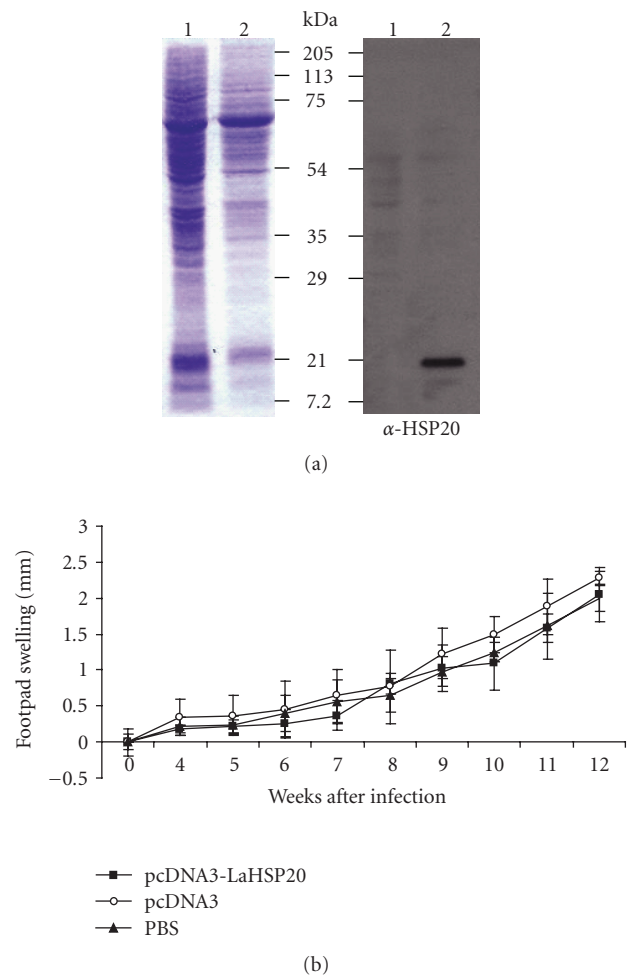 kDa
1 2 1 2
205
113
75
54
35
29
21
7.2
α-HSP20
(a)
3
2.5
2
1.5
1
0.5
0
−0.5
Footpad swelling (mm)
0 4 5 6 7 8 9 10 11 12
Weeks after infection
pcDNA3-LaHSP20
pcDNA3
PBS
(b)